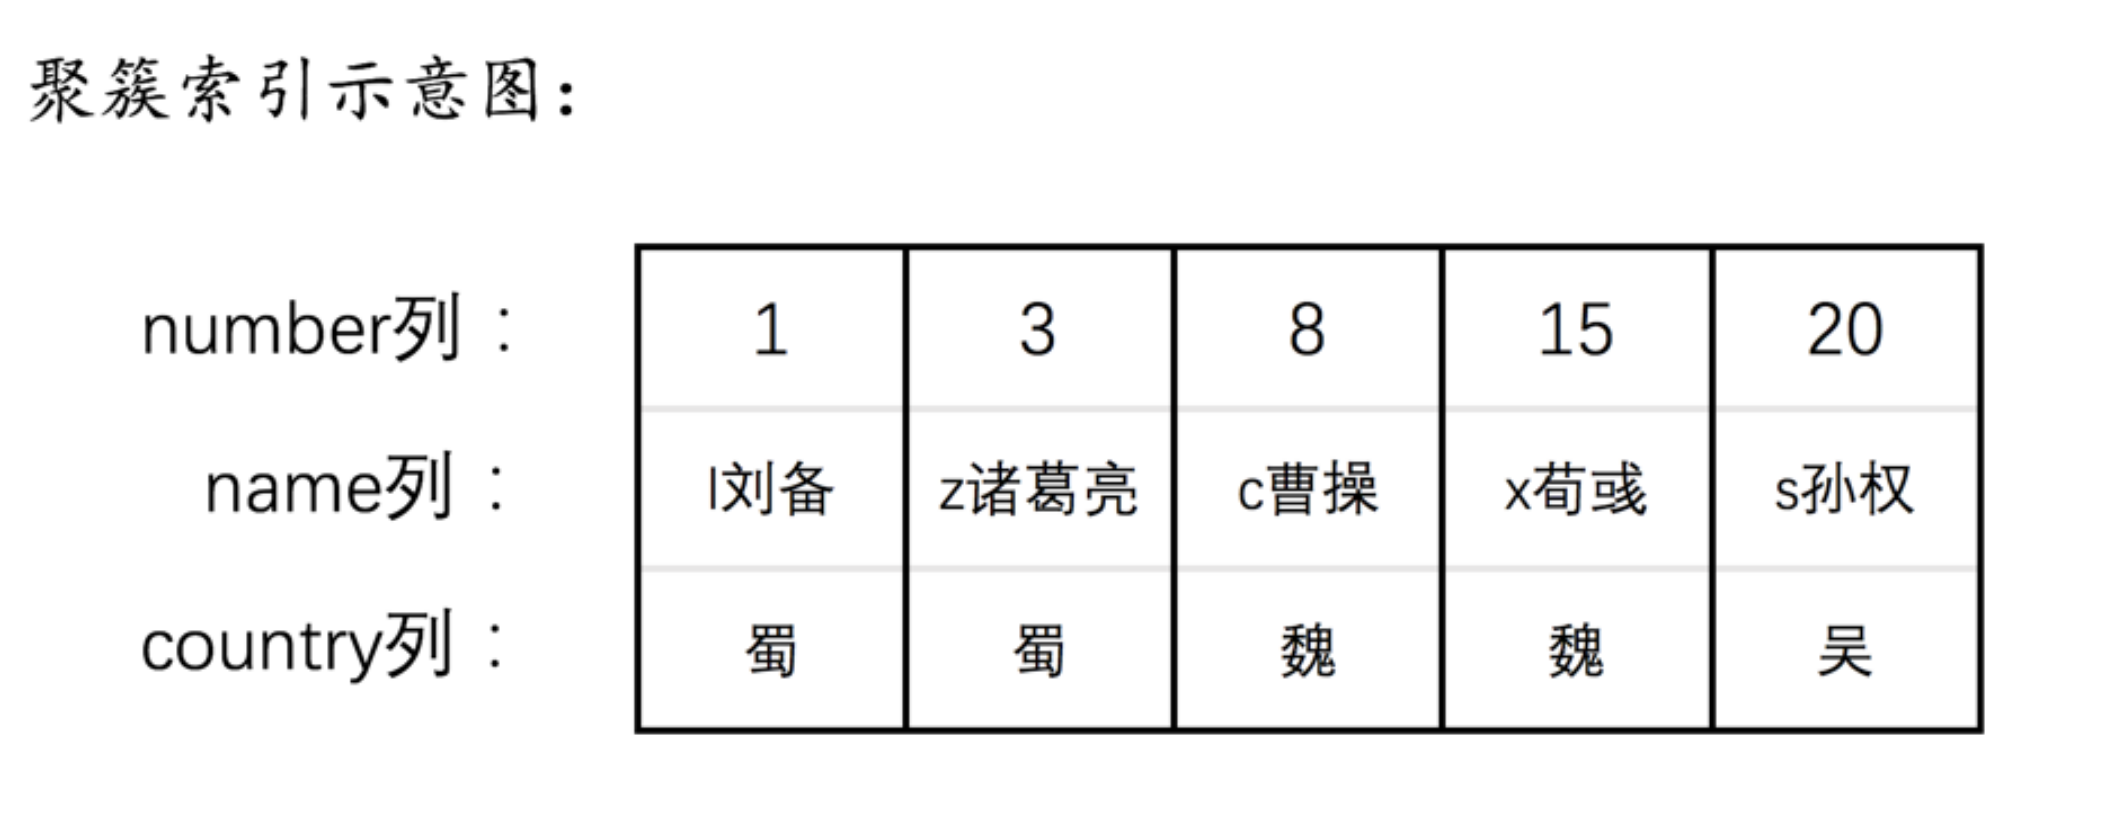 聚簇索引示意图：
number列： 1 3 8 15 20
name列： l刘备 z诸葛亮 c曹操 x荀彧 s孙权
country列： 蜀 蜀 魏 魏 吴